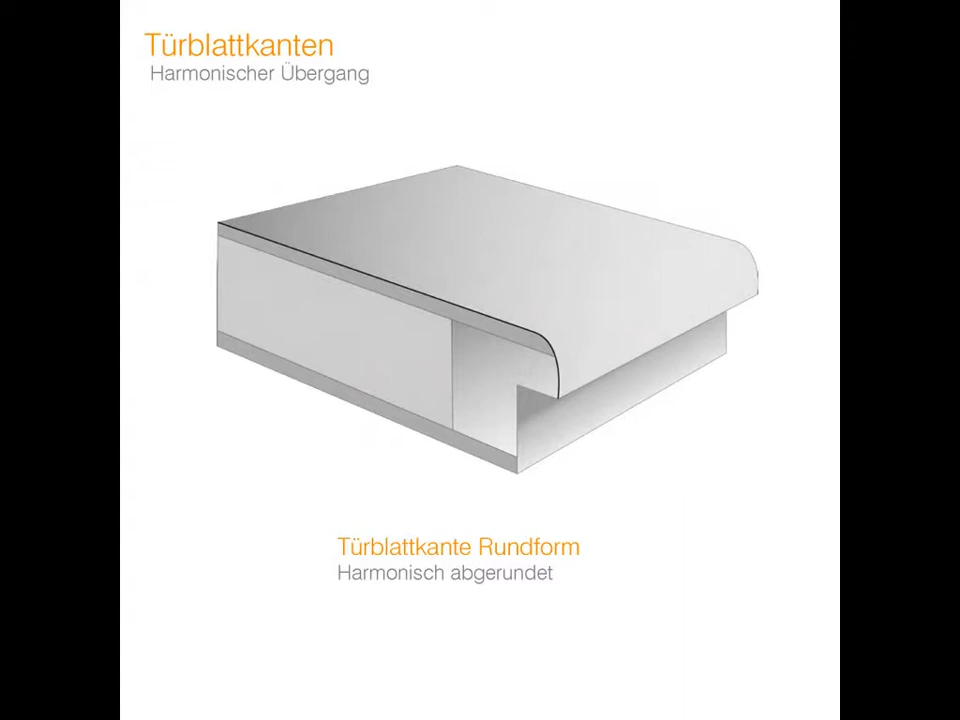 Türblattkanten
Harmonischer Übergang
Türblattkante Rundform
Harmonisch abgerundet